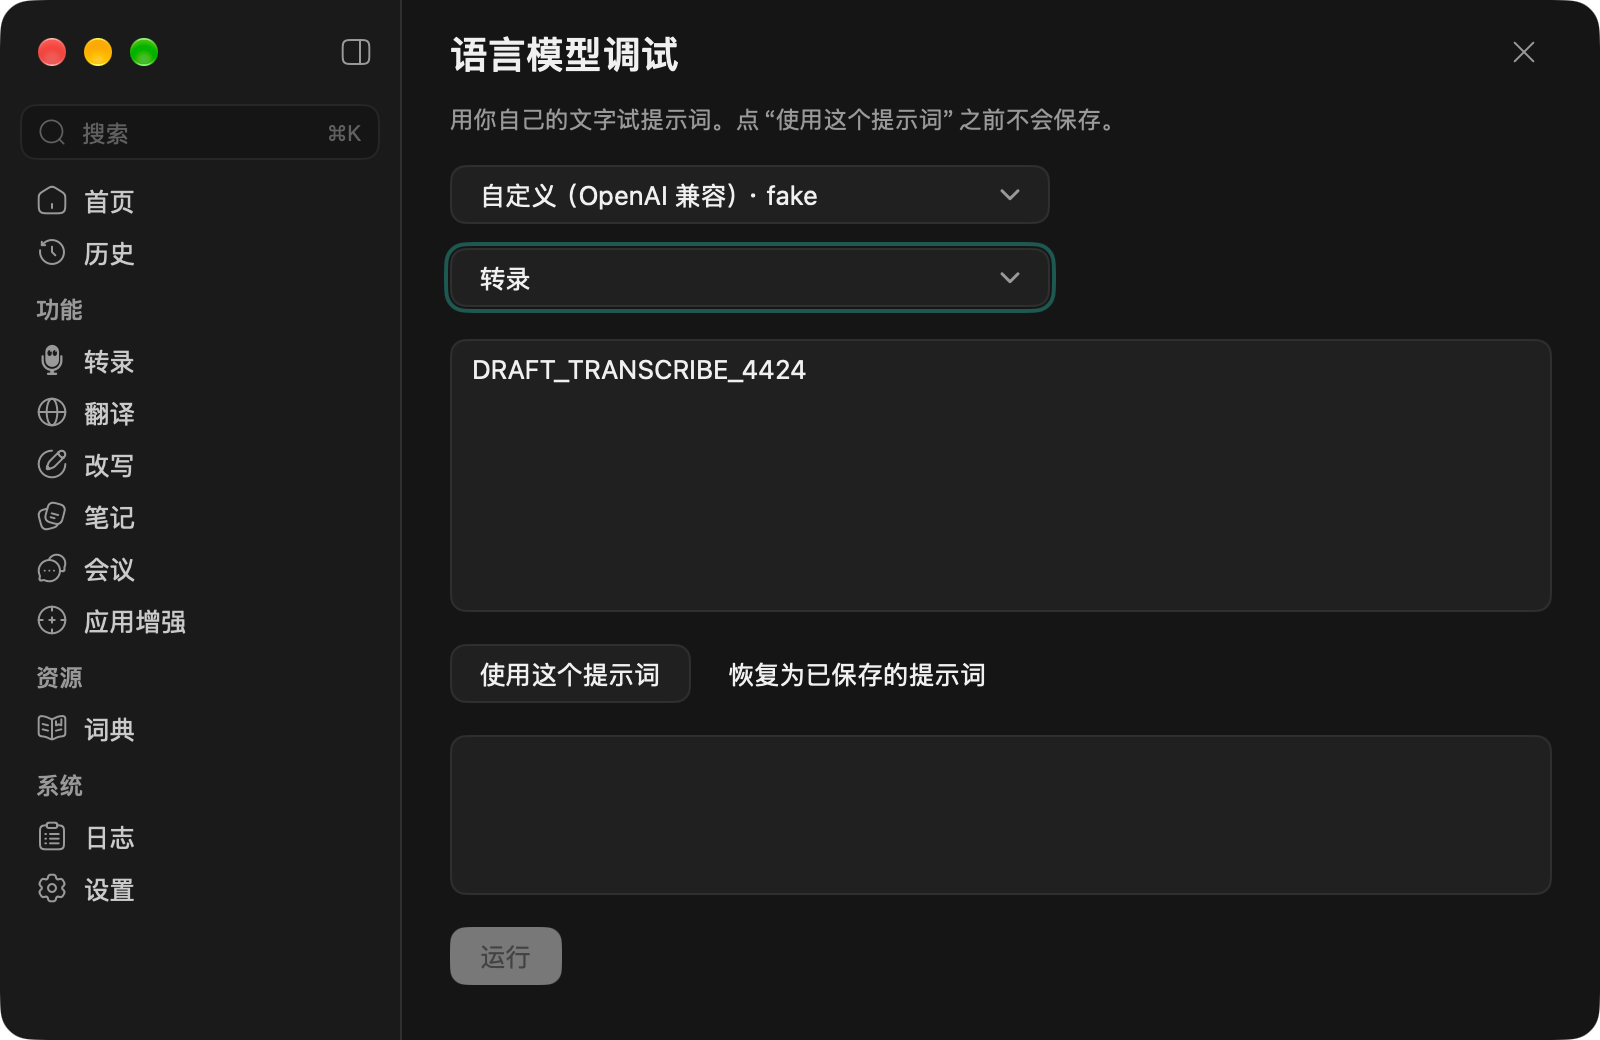 搜索 ⌘K
首页
历史
功能
转录
翻译
改写
笔记
会议
应用增强
资源
词典
系统
日志
设置
语言模型调试
用你自己的文字试提示词。点 “使用这个提示词” 之前不会保存。
自定义（OpenAI 兼容）· fake
转录
DRAFT_TRANSCRIBE_4424
使用这个提示词 恢复为已保存的提示词
运行